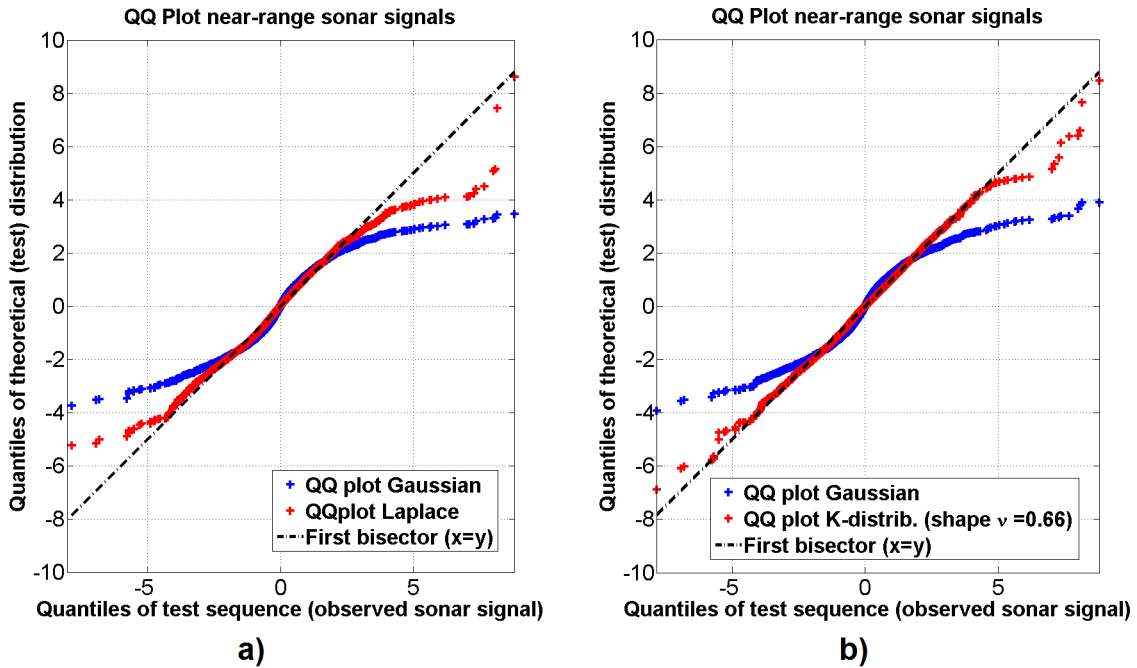 QQ Plot near-range sonar signals
Quantiles of theoretical (test) distribution
10
8
6
4
2
0
-2
-4
-6
-8
-10
-5
0
5
QQ plot Gaussian
QQplot Laplace
First bisector (x=y)
Quantiles of test sequence (observed sonar signal)
a)
QQ Plot near-range sonar signals
Quantiles of theoretical (test) distribution
10
8
6
4
2
0
-2
-4
-6
-8
-10
-5
0
5
QQ plot Gaussian
QQ plot K-distrib. (shape ν =0.66)
First bisector (x=y)
Quantiles of test sequence (observed sonar signal)
b)